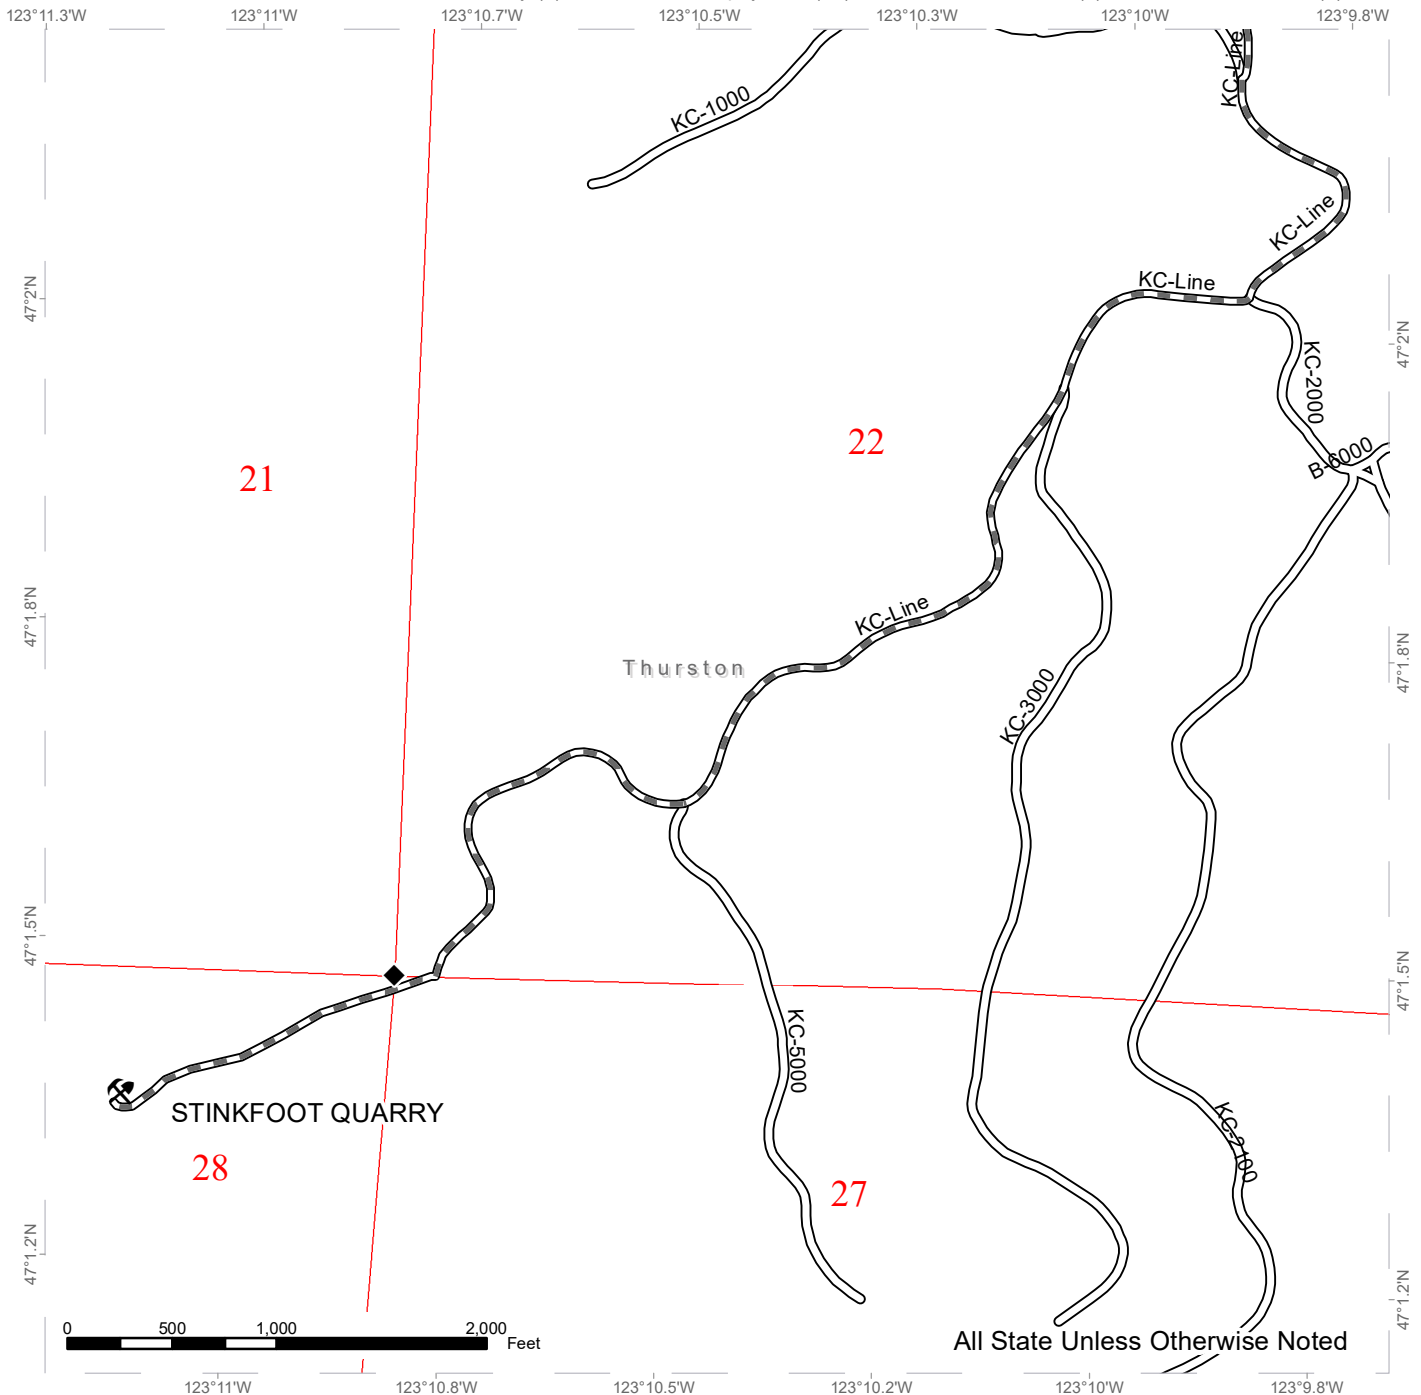 123°11.3'W 123°11'W 123°10.7'W 123°10.5'W 123°10.3'W 123°10'W 123°9.8'W
KC-Line
KC-1000
KC-Line
KC-Line
47°2'N
47°2'N
KC-2000
22
B-6000
21
47°1.8'N
KC-Line
Thurston
47°1.8'N
KC-3000
47°1.5'N
47°1.5'N
KC-5000
STINKFOOT QUARRY
KC-2100
28
27
47°1.2'N
47°1.2'N
0 500 1,000 2,000
Feet
All State Unless Otherwise Noted
123°11'W 123°10.8'W 123°10.5'W 123°10.2'W 123°10'W 123°9.8'W